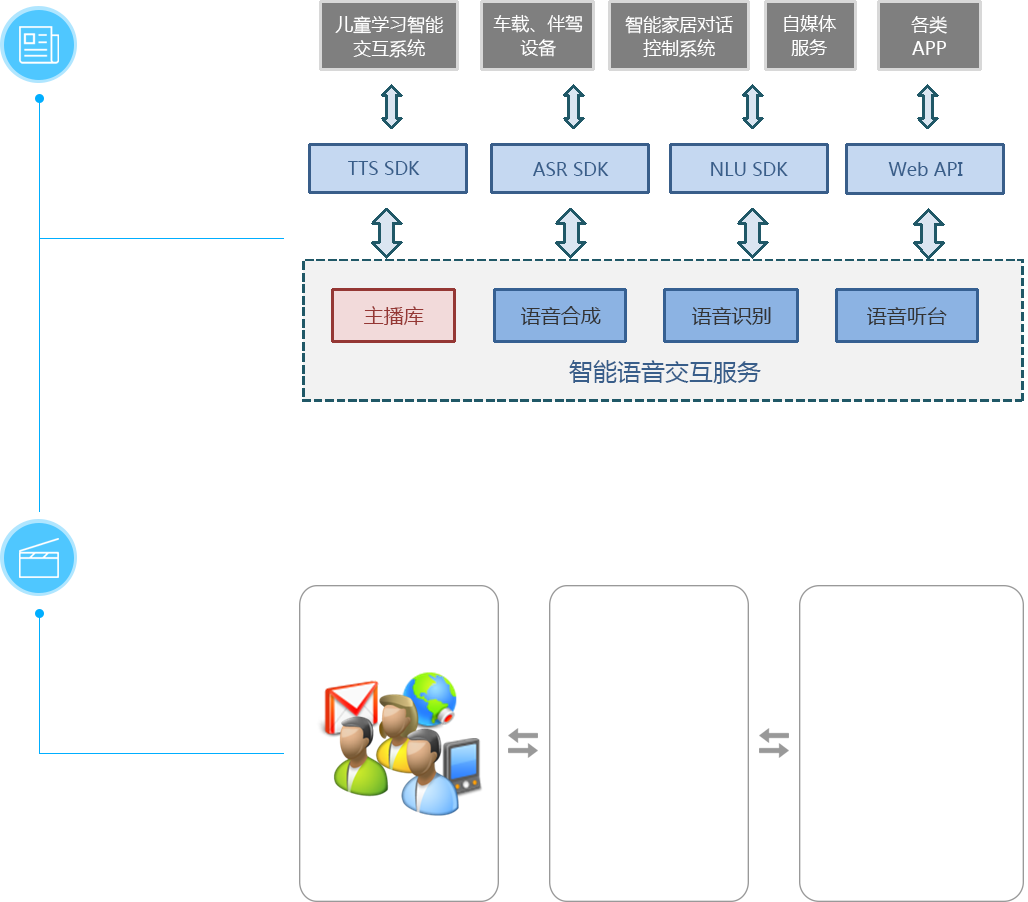 儿童学习智能
交互系统
车载、伴驾
设备
智能家居对话
控制系统
自媒体
服务
各类
APP
TTS SDK
ASR SDK
NLU SDK
Web API
主播库
语音合成
语音识别
语音听台
智能语音交互服务